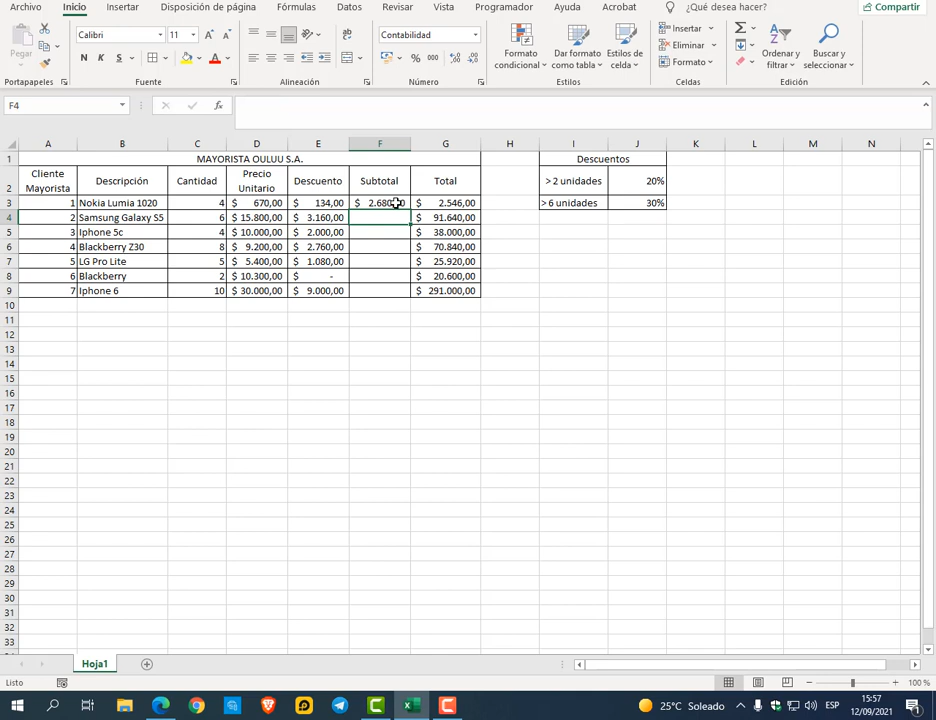 Archivo Inicio Insertar Disposición de página Fórmulas Datos Revisar Vista Programador Ayuda Acrobat ¿Qué desea hacer? Compartir
Pegar
Calibri 11 A A
N K S
ab
Contabilidad
$ % 000
Formato condicional
Dar formato como tabla
Estilos de celda
Insertar
Eliminar
Formato
Ordenar y filtrar
Buscar y seleccionar
Portapapeles Fuente Alineación Número Estilos Celdas Edición
F4 fx
A B C D E F G H I J K L M N
1 MAYORISTA OULUU S.A. Descuentos
2 Cliente Mayorista Descripción Cantidad Precio Unitario Descuento Subtotal Total > 2 unidades 20%
3 1 Nokia Lumia 1020 4 $ 670,00 $ 134,00 $ 2.680,00 $ 2.546,00 > 6 unidades 30%
4 2 Samsung Galaxy S5 6 $ 15.800,00 $ 3.160,00 $ 91.640,00
5 3 Iphone 5c 4 $ 10.000,00 $ 2.000,00 $ 38.000,00
6 4 Blackberry Z30 8 $ 9.200,00 $ 2.760,00 $ 70.840,00
7 5 LG Pro Lite 5 $ 5.400,00 $ 1.080,00 $ 25.920,00
8 6 Blackberry 2 $ 10.300,00 $ - $ 20.600,00
9 7 Iphone 6 10 $ 30.000,00 $ 9.000,00 $ 291.000,00
10
11
12
13
14
15
16
17
18
19
20
21
22
23
24
25
26
27
28
29
30
31
32
33
Hoja1
Listo 100 %
25°C Soleado ESP 15:57
12/09/2021 1